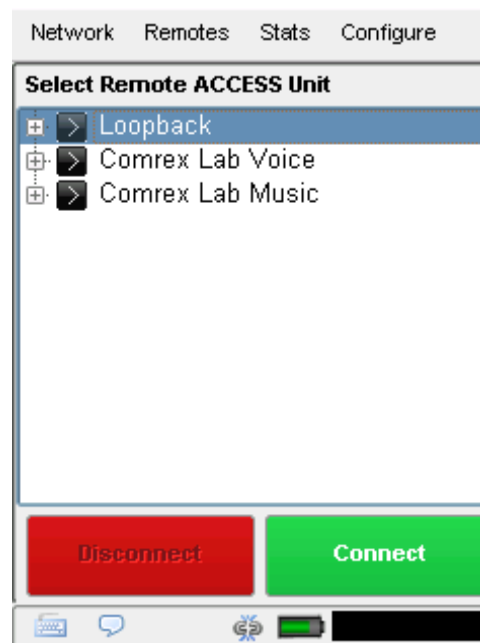 Network Remotes Stats Configure
Select Remote ACCESS Unit
Loopback
Comrex Lab Voice
Comrex Lab Music
Disconnect Connect